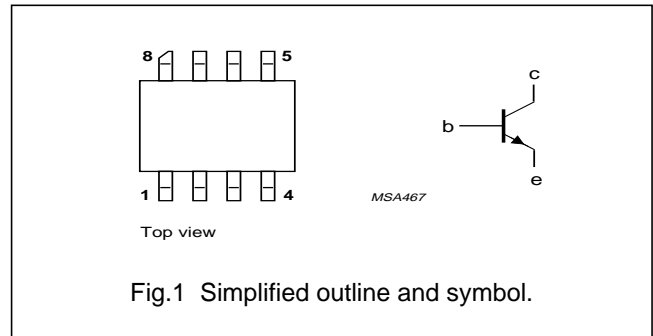 8 5
c
b
e
1 4
MSA467
Top view
Fig.1 Simplified outline and symbol.